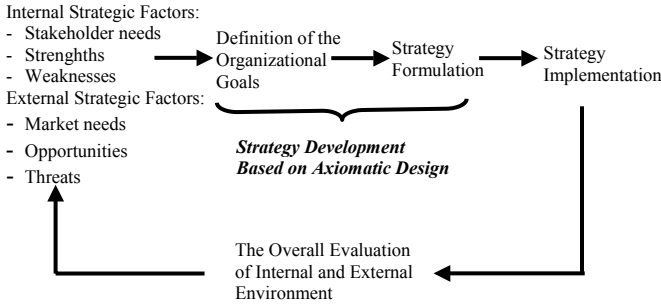 Internal Strategic Factors:
- Stakeholder needs
- Strenghths
- Weaknesses
External Strategic Factors:
- Market needs
- Opportunities
- Threats
Definition of the
Organizational
Goals
Strategy
Formulation
Strategy
Implementation
Strategy Development
Based on Axiomatic Design
The Overall Evaluation
of Internal and External
Environment